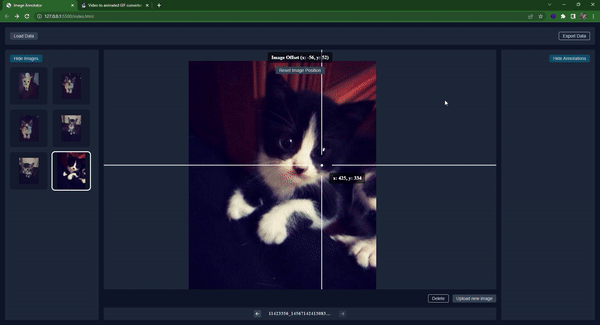 Image Annotator
Video to animated GIF converter
127.0.0.1:5500/index.html
Load Data
Export Data
Hide Images
Image Offset (x: -56, y: 52)
Reset Image Position
Hide Annotations
x: 425, y: 334
Delete
Upload new image